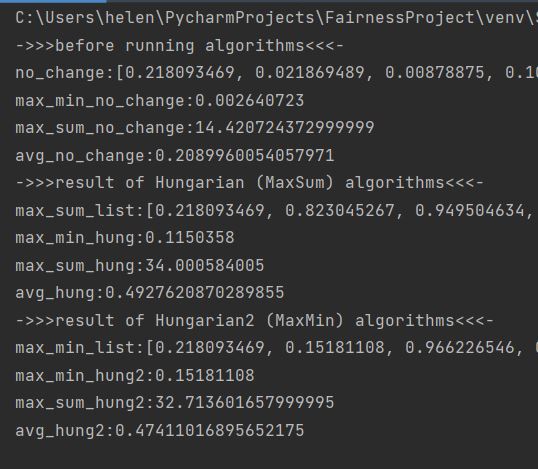 C:\Users\helen\PycharmProjects\FairnessProject\venv\
->>>before running algorithms<<<-
no_change:[0.218093469, 0.021869489, 0.00878875,
max_min_no_change:0.002640723
max_sum_no_change:14.420724372999999
avg_no_change:0.2089960054057971
->>>result of Hungarian (MaxSum) algorithms<<<-
max_sum_list:[0.218093469, 0.823045267, 0.949504634,
max_min_hung:0.1150358
max_sum_hung:34.000584005
avg_hung:0.4927620870289855
->>>result of Hungarian2 (MaxMin) algorithms<<<-
max_min_list:[0.218093469, 0.15181108, 0.966226546,
max_min_hung2:0.15181108
max_sum_hung2:32.713601657999995
avg_hung2:0.47411016895652175